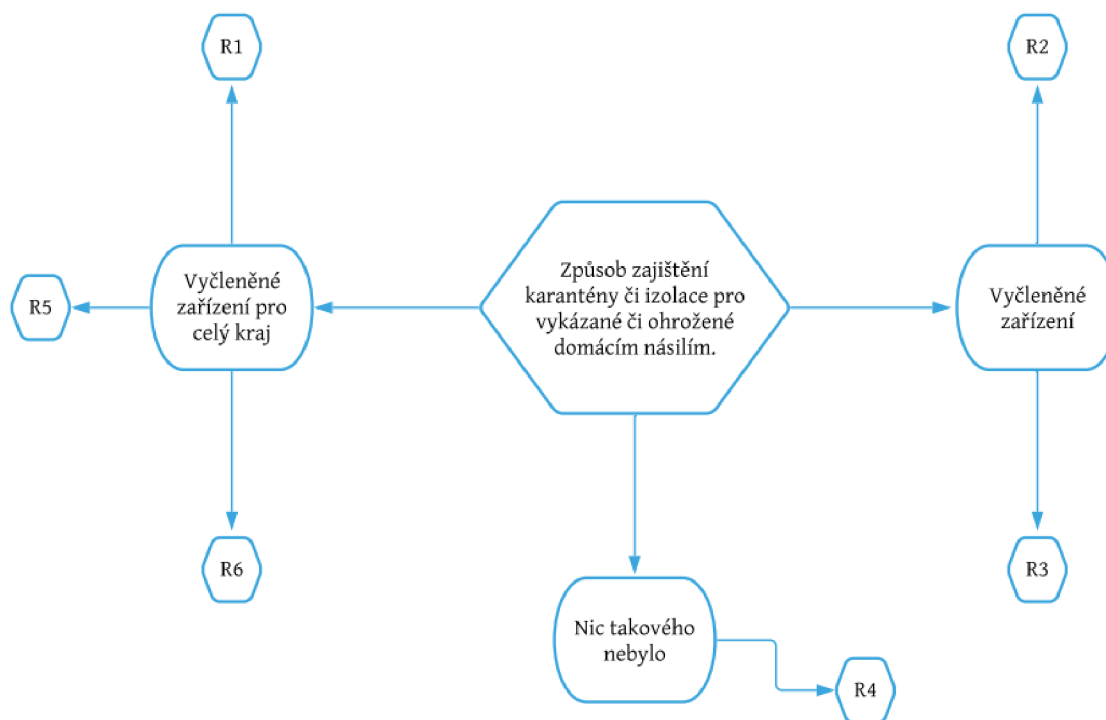 R1
R2
Způsob zajištění
karantény či izolace pro
vykázané či ohrožené
domácím násilím.
Vyčleněné
zařízení pro
celý kraj
Vyčleněné
zařízení
R5
R6
R3
Nic takového
nebylo
R4